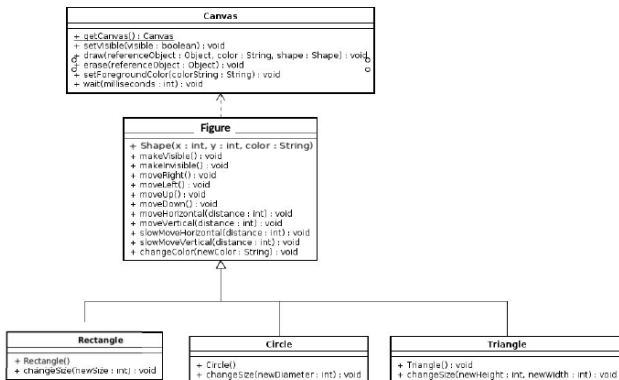 Canvas
+ getCanvas() : Canvas
+ setVisible(visible : boolean) : void
+ draw(referenceObject : Object, color : String, shape : Shape) : void
+ erase(referenceObject : Object) : void
+ setForegroundColor(colorString : String) : void
+ wait(milliseconds : int) : void
Figure
+ Shape(x : int, y : int, color : String)
+ makeVisible() : void
+ makeInvisible() : void
+ moveRight() : void
+ moveLeft() : void
+ moveUp() : void
+ moveDown() : void
+ moveHorizontal(distance : int) : void
+ moveVertical(distance : int) : void
+ slowMoveHorizontal(distance : int) : void
+ slowMoveVertical(distance : int) : void
+ changeColor(newColor : String) : void
Rectangle
+ Rectangle()
+ changeSize(newSize : int) : void
Circle
+ Circle()
+ changeSize(newDiameter : int) : void
Triangle
+ Triangle() : void
+ changeSize(newHeight : int, newWidth : int) : void